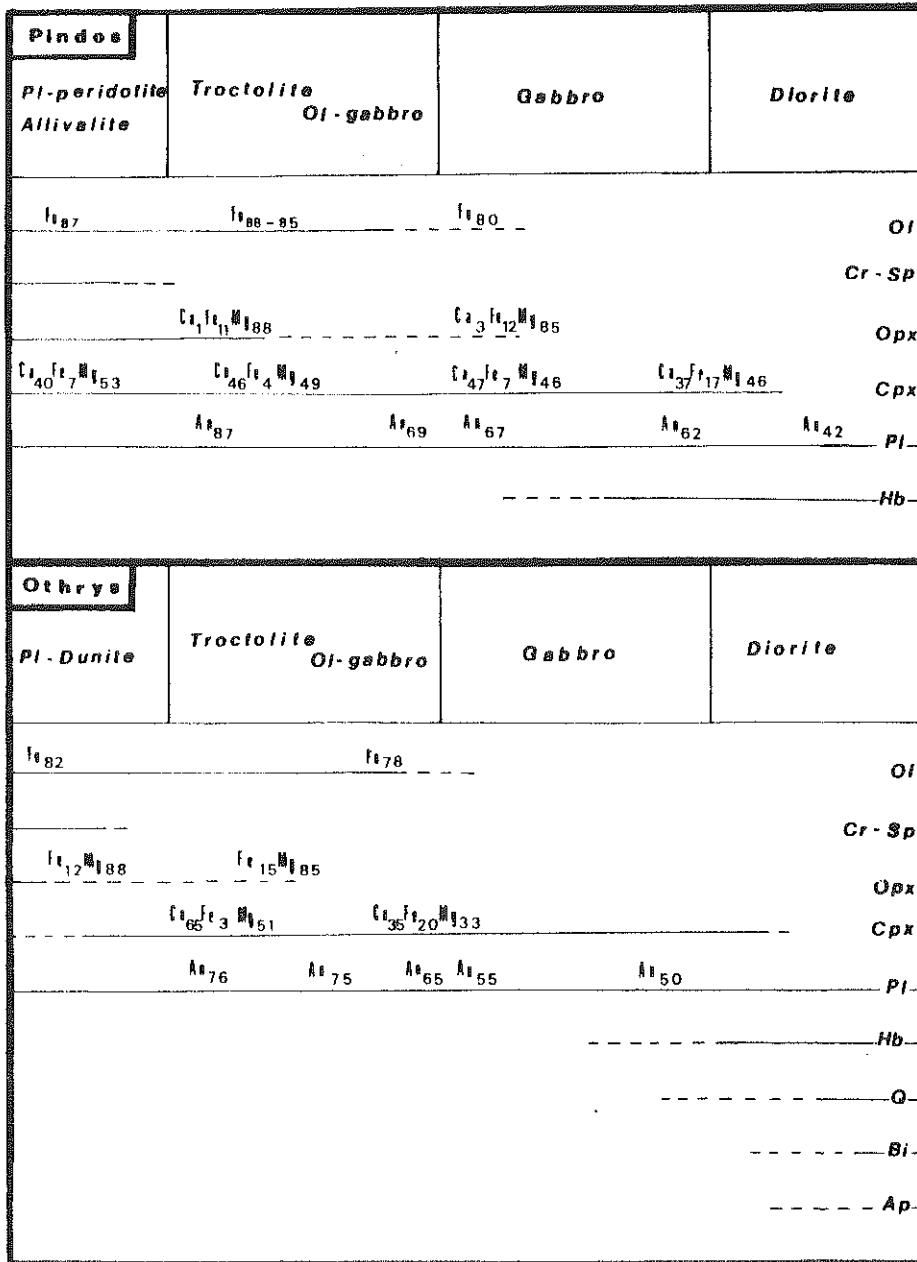 Pindos
Pl-peridotite Allivalite
Troctolite Ol-gabbro
Gabbro
Diorite
Fo87 Fo88-85 Fo80 Ol
Cr-Sp
Ca1Fe11Mg88 Ca3Fe12Mg85 Opx
Ca40Fe7Mg53 Ca46Fe4Mg49 Ca47Fe7Mg46 Ca37Fe17Mg46 Cpx
An87 An69 An67 An62 An42 Pl
Hb
Othrys
Pl-Dunite
Troctolite Ol-gabbro
Gabbro
Diorite
Fo82 Fo78 Ol
Cr-Sp
Fe12Mg88 Fe15Mg85 Opx
Ca65Fe3Mg51 Ca35Fe20Mg33 Cpx
An76 An75 An65 An55 An50 Pl
Hb
Q
Bi
Ap